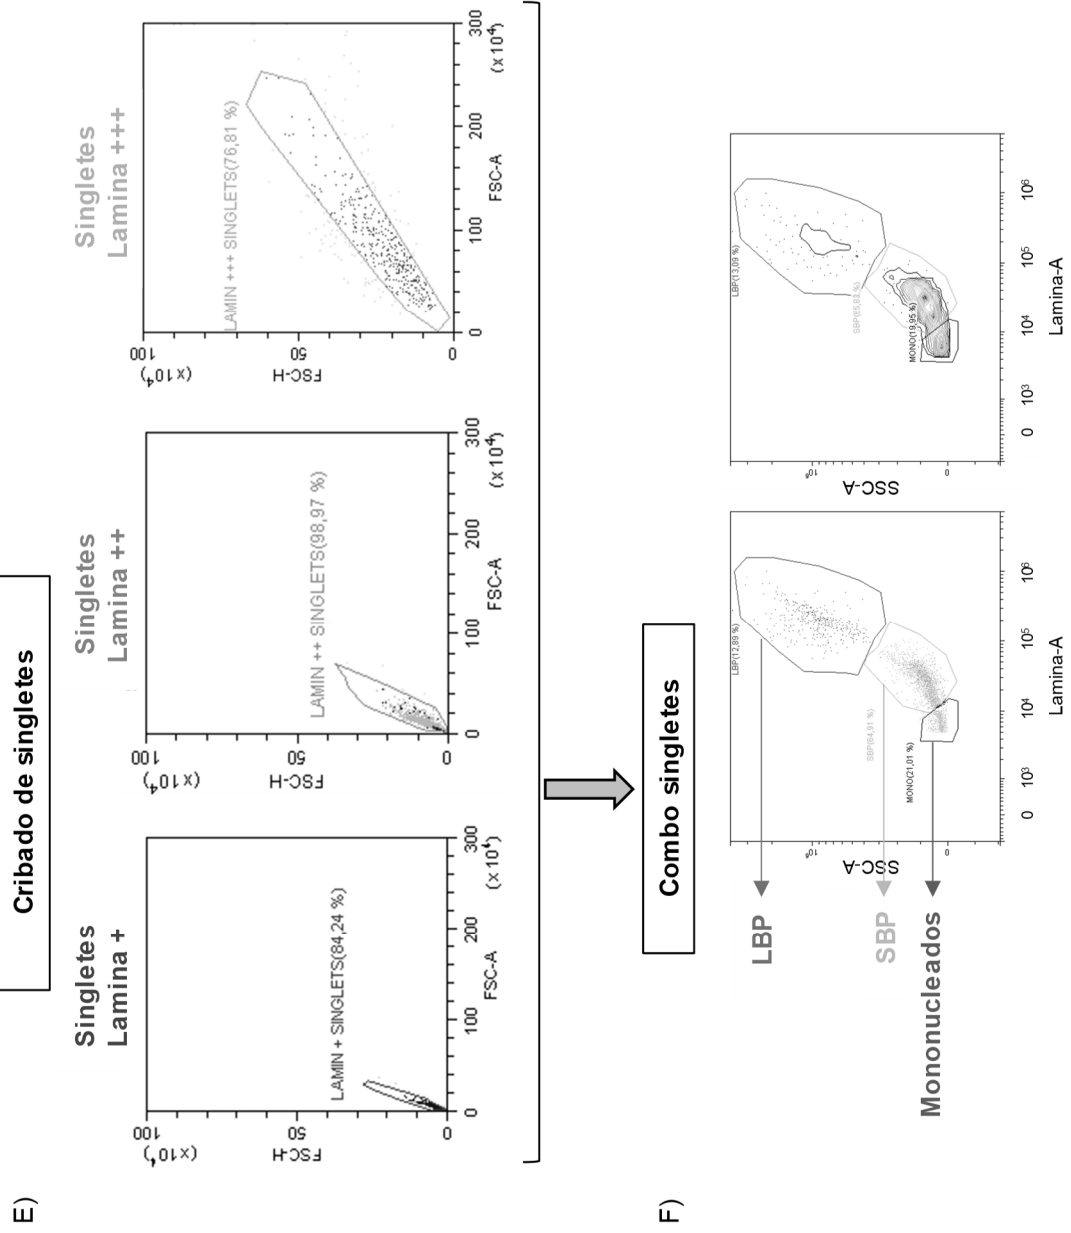 E)
Cribado de singletes
Singletes
Lamina +
Singletes
Lamina ++
Singletes
Lamina +++
100
(x10⁴)
50
0
FSC-H
LAMIN + SINGLETS(84,24 %)
0
100
200
300
FSC-A
(x10⁴)
100
(x10⁴)
50
0
FSC-H
LAMIN ++ SINGLETS(98,97 %)
0
100
200
300
FSC-A
(x10⁴)
100
(x10⁴)
50
0
FSC-H
LAMIN +++ SINGLETS(76,81 %)
0
100
200
300
FSC-A
(x10⁴)
F)
Combo singletes
LBP
SBP
Mononucleados
LBP(12,89 %)
SBP(64,91 %)
MONO(21,01 %)
SSC-A
10⁶
0
0
10³
10⁴
10⁵
10⁶
Lamina-A
LBP(13,09 %)
MONO(19,95 %)
SSC-A
10⁶
0
0
10³
10⁴
10⁵
10⁶
Lamina-A